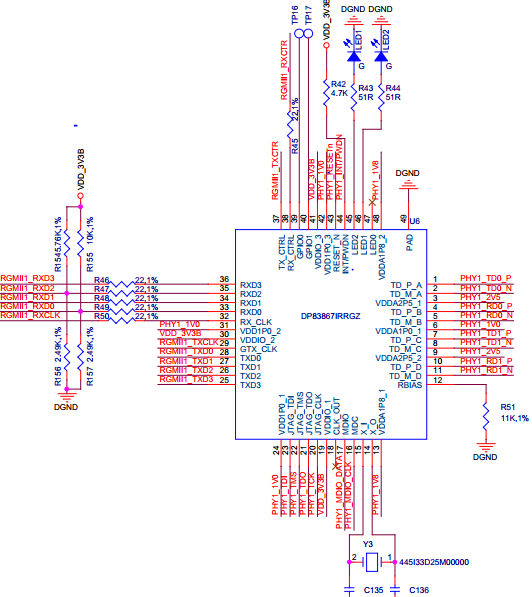 DGND DGND
TP16
TP17
VDD_3V3B
LED1
LED2
G G
R42
4.7K
R43
51R
R44
51R
RGMII1_RXCTR
22,1%
R45
RGMII1_TXCTR
VDD_3V3B
PHY1_1V0
PHY1_RESETn
PHY1_INT/PWDN
PHY1_1V8
DGND
VDD_3V3B
37
38
39
40
41
42
43
44
45
46
47
48
49
U6
TX_CTRL
RX_CTRL
GPIO0
GPIO1
VDDIO_3
VDD1P0_3
RESET_N
INT/PWDN
LED2
LED1
LED0
VDDA1P8_2
PAD
R154
5.76K,1%
R155
10K,1%
RGMII1_RXD3 R46 22,1% 36 RXD3
RGMII1_RXD2 R47 22,1% 35 RXD2
RGMII1_RXD1 R48 22,1% 34 RXD1
RGMII1_RXD0 R49 22,1% 33 RXD0
RGMII1_RXCLK R50 22,1% 32 RX_CLK
PHY1_1V0 31 VDD1P0_2
VDD_3V3B 30 VDDIO_2
RGMII1_TXCLK 29 GTX_CLK
RGMII1_TXD0 28 TXD0
RGMII1_TXD1 27 TXD1
RGMII1_TXD2 26 TXD2
RGMII1_TXD3 25 TXD3
R156 2.49K,1%
R157 2.49K,1%
DGND
DP83867IRRGZ
TD_P_A 1 PHY1_TD0_P
TD_M_A 2 PHY1_TD0_N
VDDA2P5_1 3 PHY1_2V5
TD_P_B 4 PHY1_RD0_P
TD_M_B 5 PHY1_RD0_N
VDDA1P0_1 6 PHY1_1V0
TD_P_C 7 PHY1_TD1_P
TD_M_C 8 PHY1_TD1_N
VDDA2P5_2 9 PHY1_2V5
TD_P_D 10 PHY1_RD1_P
TD_M_D 11 PHY1_RD1_N
RBIAS 12
R51
11K,1%
DGND
VDD1P0_1
JTAG_TDI
JTAG_TMS
JTAG_TDO
JTAG_CLK
VDDIO_1
CLK_OUT
MDIO
MDC
X_I
X_O
VDDA1P8_1
24
23
22
21
20
19
18
17
16
15
14
13
PHY1_1V0
PHY1_TDI
PHY1_TMS
PHY1_TDO
PHY1_TCK
VDD_3V3B
PHY1_MDIO_DATA
PHY1_MDIO_CLK
PHY1_1V8
Y3
2 1 445I33D25M00000
C135 C136